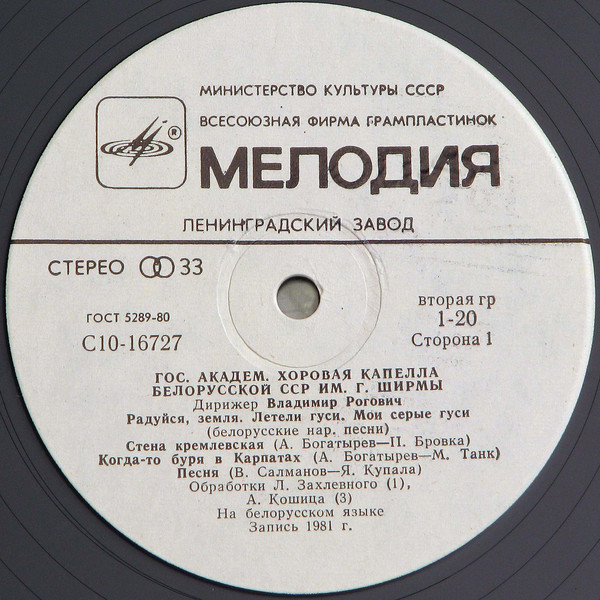 МИНИСТЕРСТВО КУЛЬТУРЫ СССР
ВСЕСОЮЗНАЯ ФИРМА ГРАМПЛАСТИНОК
®
МЕЛОДИЯ
ЛЕНИНГРАДСКИЙ ЗАВОД
СТЕРЕО 33
ГОСТ 5289-80
вторая гр
1-20
С10-16727
Сторона 1
ГОС. АКАДЕМ. ХОРОВАЯ КАПЕЛЛА
БЕЛОРУССКОЙ ССР ИМ. Г. ШИРМЫ
Дирижер Владимир Рогович
Радуйся, земля. Летели гуси. Мои серые гуси
(белорусские нар. песни)
Стена кремлевская (А. Богатырев—П. Бровка)
Когда-то буря в Карпатах (А. Богатырев—М. Танк)
Песня (В. Салманов—Я. Купала)
Обработки Л. Захлевного (1),
А. Кошица (3)
На белорусском языке
Запись 1981 г.